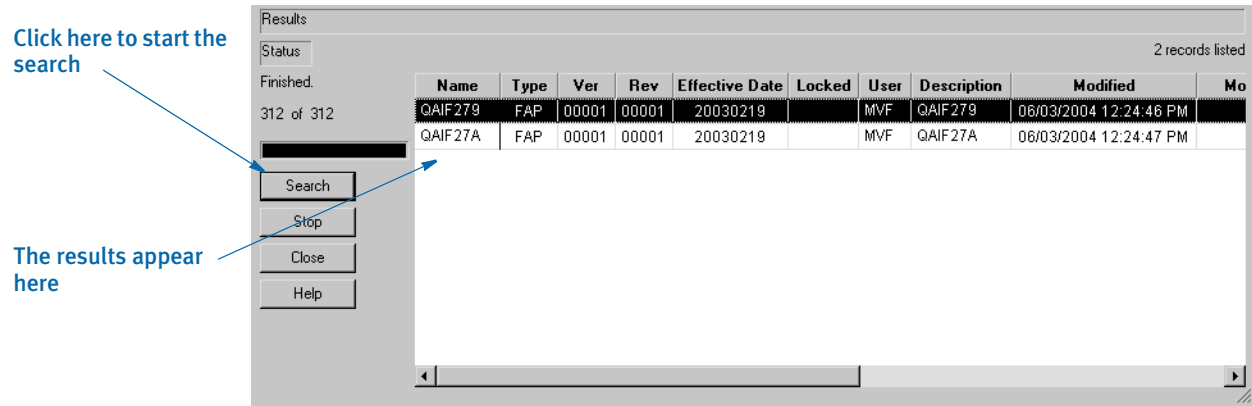 Results
Click here to start the
search
Status
2 records listed
Finished.
312 of 312
Name Type Ver Rev Effective Date Locked User Description Modified Mo
QAIF279 FAP 00001 00001 20030219 MVF QAIF279 06/03/2004 12:24:46 PM
QAIF27A FAP 00001 00001 20030219 MVF QAIF27A 06/03/2004 12:24:47 PM
Search
Stop
The results appear
here
Close
Help